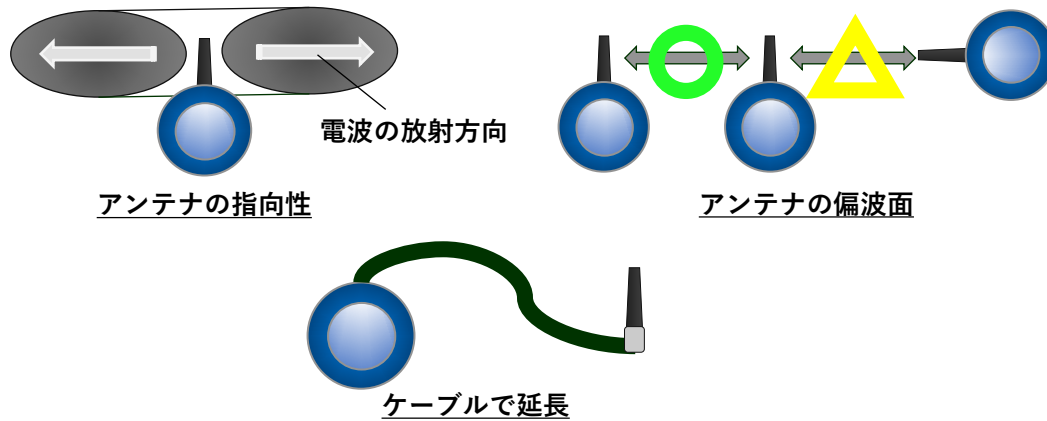 電波の放射方向
アンテナの指向性
アンテナの偏波面
ケーブルで延長